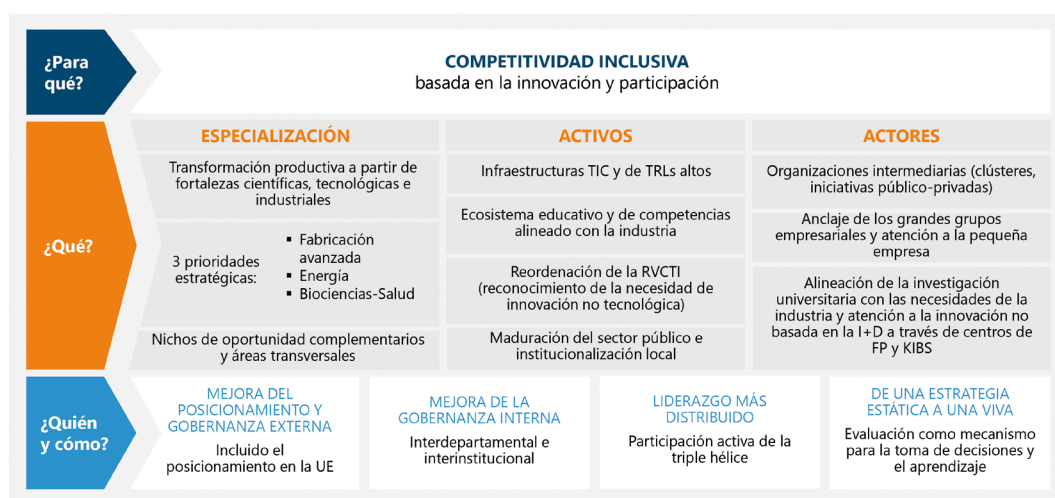 ¿Para
qué?
COMPETITIVIDAD INCLUSIVA
basada en la innovación y participación
¿Qué?
ESPECIALIZACIÓN
Transformación productiva a partir de
fortalezas científicas, tecnológicas e
industriales
3 prioridades
estratégicas:
▪ Fabricación
avanzada
▪ Energía
▪ Biociencias-Salud
Nichos de oportunidad complementarios
y áreas transversales
ACTIVOS
Infraestructuras TIC y de TRLs altos
Ecosistema educativo y de competencias
alineado con la industria
Reordenación de la RVCTI
(reconocimiento de la necesidad de
innovación no tecnológica)
Maduración del sector público e
institucionalización local
ACTORES
Organizaciones intermediarias (clústeres,
iniciativas público-privadas)
Anclaje de los grandes grupos
empresariales y atención a la pequeña
empresa
Alineación de la investigación
universitaria con las necesidades de la
industria y atención a la innovación no
basada en la I+D a través de centros de
FP y KIBS
¿Quién
y cómo?
MEJORA DEL
POSICIONAMIENTO Y
GOBERNANZA EXTERNA
Incluido el
posicionamiento en la UE
MEJORA DE LA
GOBERNANZA INTERNA
Interdepartamental e
interinstitucional
LIDERAZGO MÁS
DISTRIBUIDO
Participación activa de la
triple hélice
DE UNA ESTRATEGIA
ESTÁTICA A UNA VIVA
Evaluación como mecanismo
para la toma de decisiones y
el aprendizaje